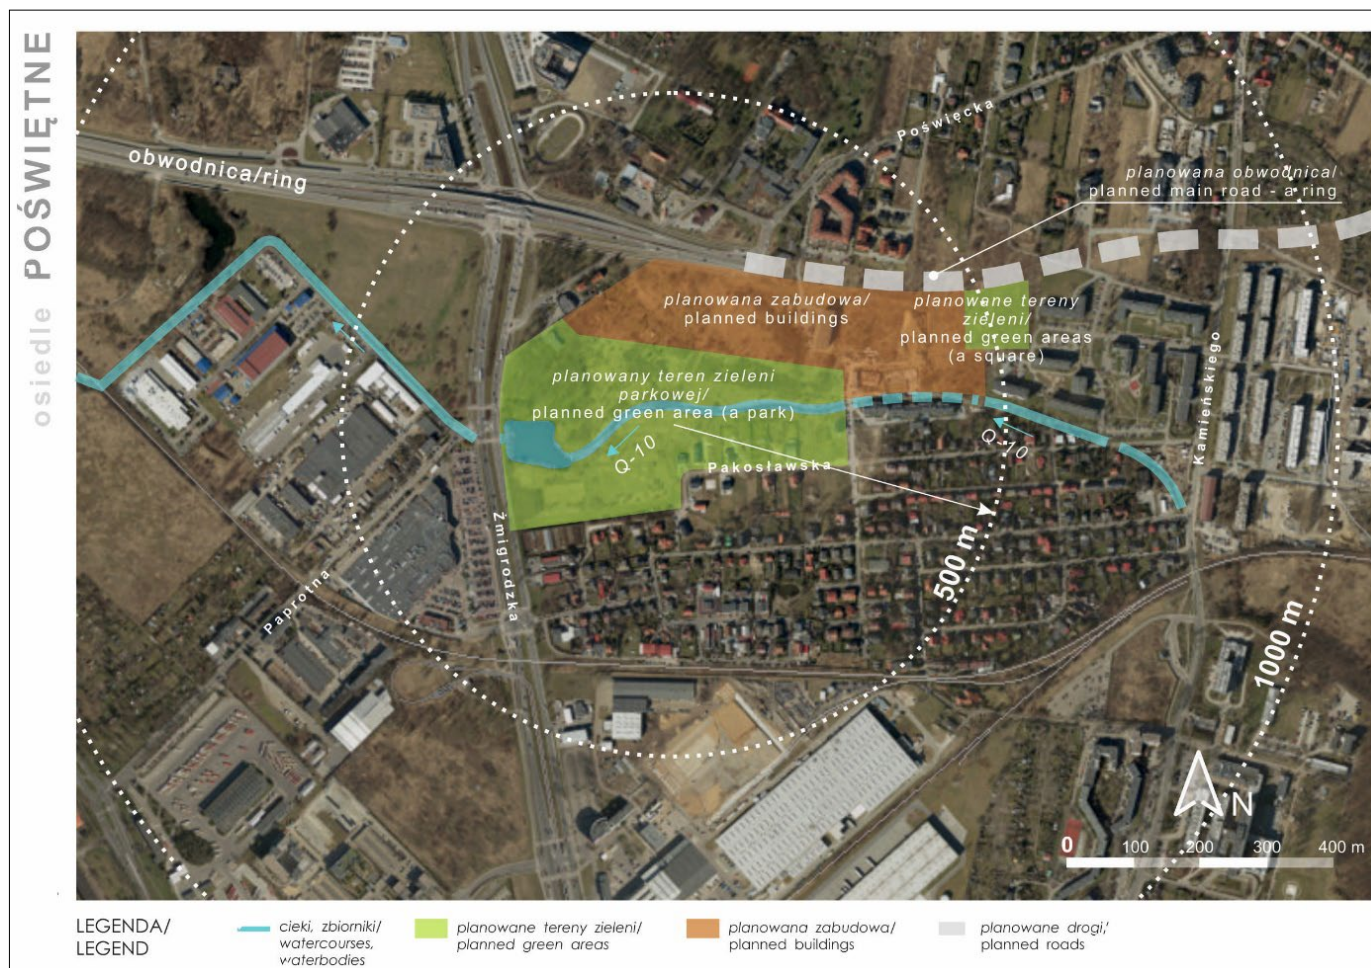 osiedle POŚWIĘTNE
obwodnica/ring
Poświęcka
planowana obwodnica/
planned main road - a ring
planowana zabudowa/
planned buildings
planowane tereny
zieleni/
planned green areas
(a square)
planowany teren zieleni
parkowej/
planned green area (a park)
Q-10
Q-10
Pakosławska
Kamieńskiego
Żmigrodzka
Paprotna
500 m
1000 m
N
0 100 200 300 400 m
LEGENDA/
LEGEND
cieki, zbiorniki/
watercourses,
waterbodies
planowane tereny zieleni/
planned green areas
planowana zabudowa/
planned buildings
planowane drogi/
planned roads